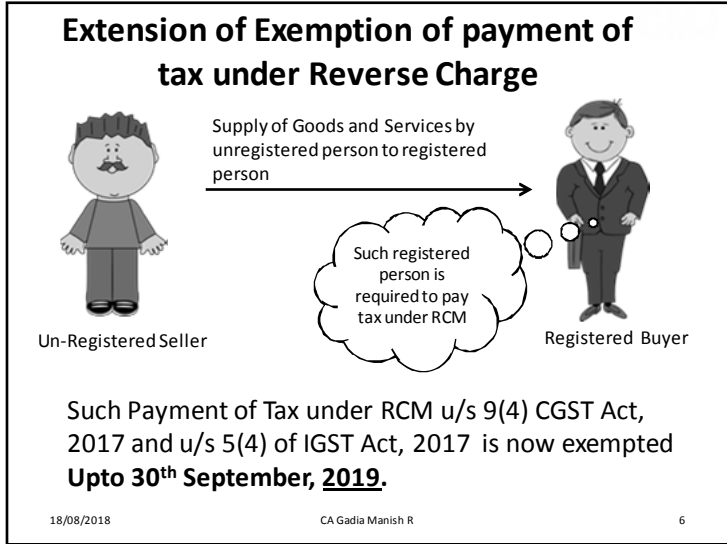 Extension of Exemption of payment of
tax under Reverse Charge
Supply of Goods and Services by
unregistered person to registered
person
Such registered
person is
required to pay
tax under RCM
Un-Registered Seller
Registered Buyer
Such Payment of Tax under RCM u/s 9(4) CGST Act,
2017 and u/s 5(4) of IGST Act, 2017 is now exempted
Upto 30th September, 2019.
18/08/2018 CA Gadia Manish R 6